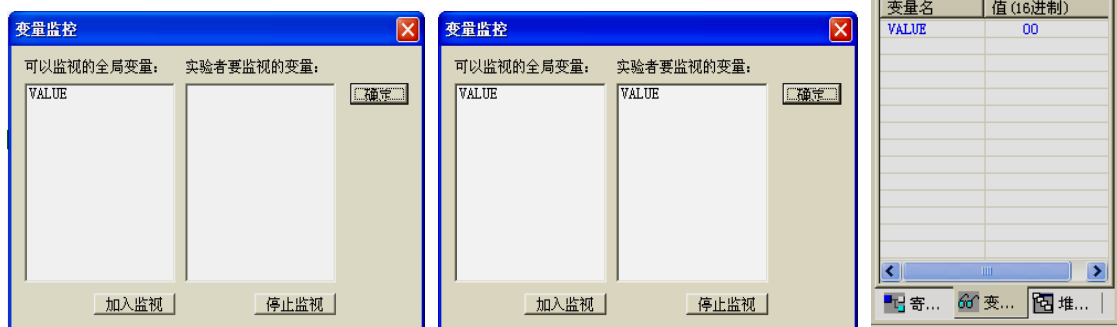 变量监控
可以监视的全局变量: 实验者要监视的变量:
VALUE
确定
加入监视 停止监视
变量监控
可以监视的全局变量: 实验者要监视的变量:
VALUE VALUE
确定
加入监视 停止监视
变量名 值(16进制)
VALUE 00
寄... 变... 堆...